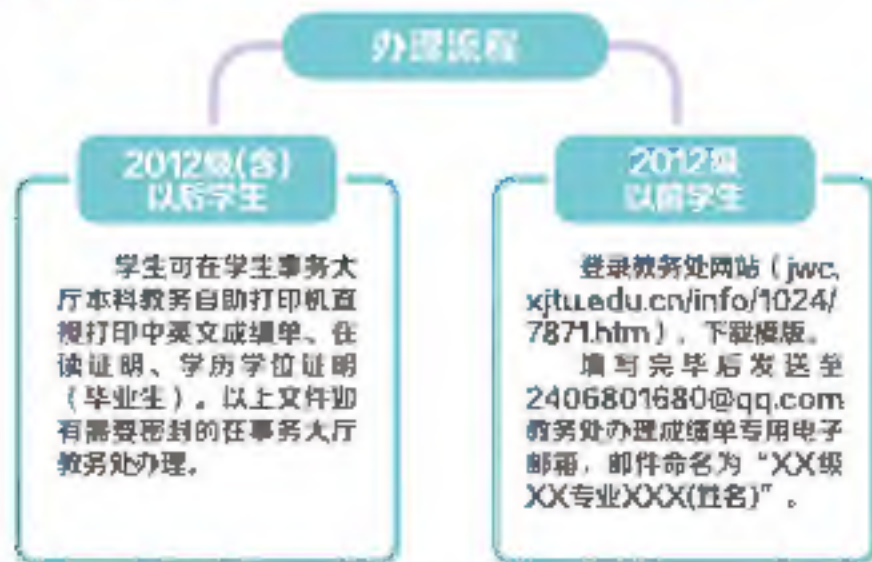 办理流程
2012级(含)
以后学生
学生可在学生事务大
厅本科教务自助打印机直
接打印中英文成绩单、在
读证明、学历学位证明
（毕业生）。以上文件如
有需要密封的在事务大厅
教务处办理。
2012级
以前学生
登录教务处网站（jwc.
xjtu.edu.cn/info/1024/
7871.htm），下载模版。
填写完毕后发送至
2406801680@qq.com
教务处办理成绩单专用电子
邮箱，邮件命名为“XX级
XX专业XXX(姓名)”。